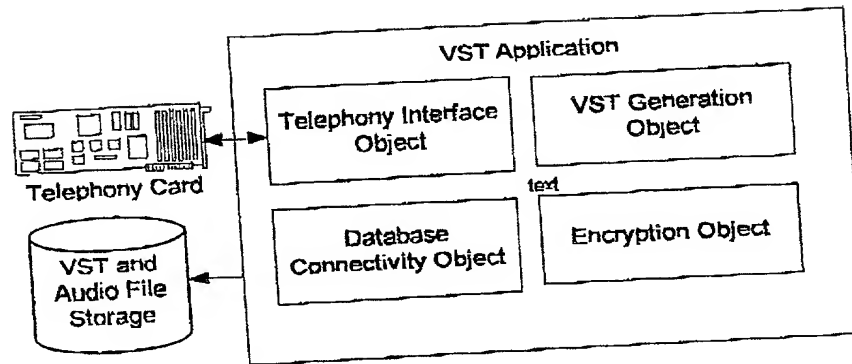 VST Application
Telephony Interface
Object
VST Generation
Object
Telephony Card
text
Database
Connectivity Object
Encryption Object
VST and
Audio File
Storage